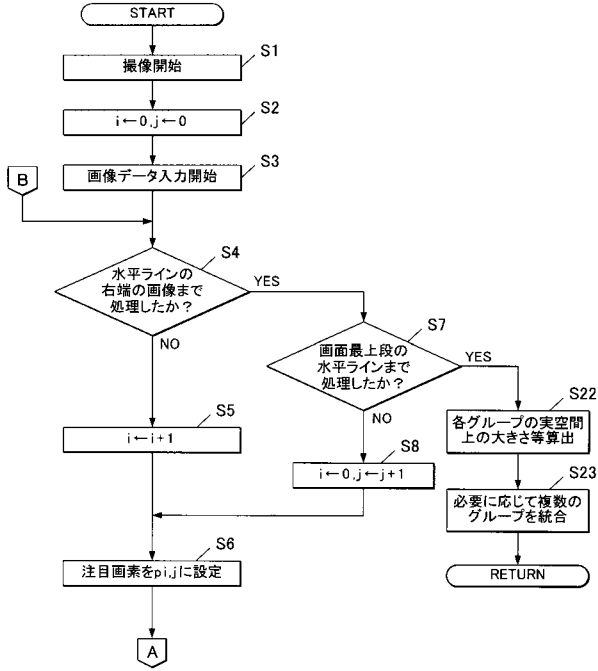 START
S1
撮像開始
S2
i←0,j←0
S3
画像データ入力開始
B
S4
水平ラインの
右端の画像まで
処理したか？
YES
NO
S7
画面最上段の
水平ラインまで
処理したか？
YES
NO
S5
i←i+1
S8
i←0,j←j+1
S22
各グループの実空間
上の大きさ等算出
S23
必要に応じて複数の
グループを統合
RETURN
S6
注目画素をpi,jに設定
A